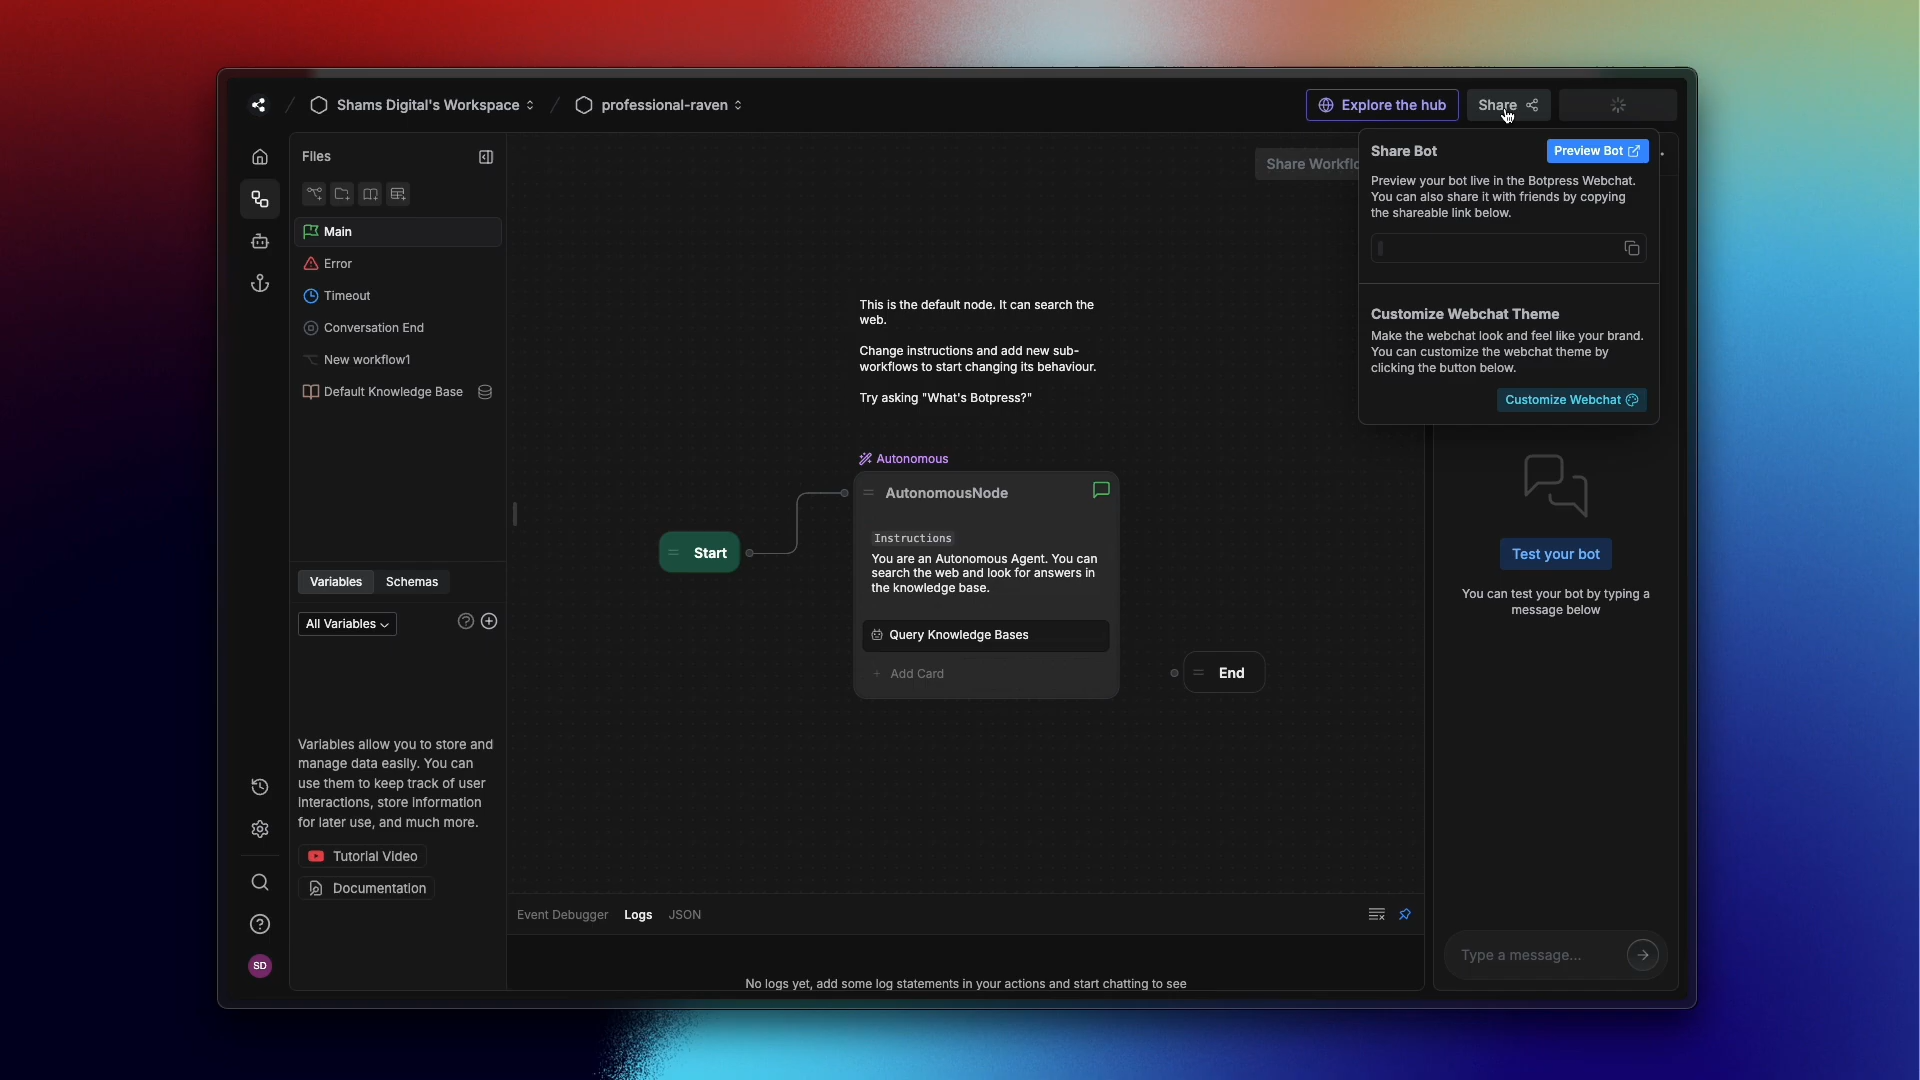 Shams Digital's Workspace
professional-raven
Explore the hub
Share
Files
Main
Error
Timeout
Conversation End
New workflow1
Default Knowledge Base
Variables
Schemas
All Variables
Variables allow you to store and
manage data easily. You can
use them to keep track of user
interactions, store information
for later use, and much more.
Tutorial Video
Documentation
SD
This is the default node. It can search the
web.
Change instructions and add new sub-
workflows to start changing its behaviour.
Try asking "What's Botpress?"
Autonomous
AutonomousNode
Instructions
You are an Autonomous Agent. You can
search the web and look for answers in
the knowledge base.
Query Knowledge Bases
Add Card
Start
End
Event Debugger
Logs
JSON
No logs yet, add some log statements in your actions and start chatting to see
Share Workflo
Share Bot
Preview Bot
Preview your bot live in the Botpress Webchat.
You can also share it with friends by copying
the shareable link below.
Customize Webchat Theme
Make the webchat look and feel like your brand.
You can customize the webchat theme by
clicking the button below.
Customize Webchat
Test your bot
You can test your bot by typing a
message below
Type a message...